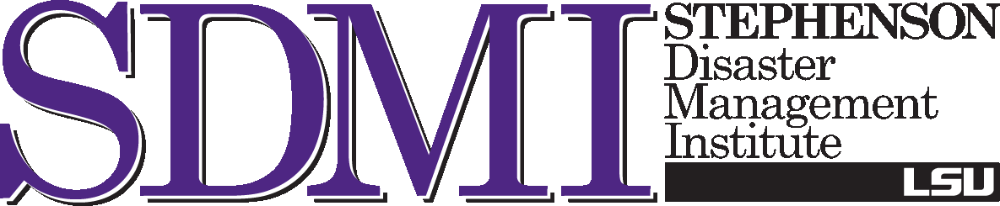 SDMI
STEPHENSON
Disaster
Management
Institute
LSU